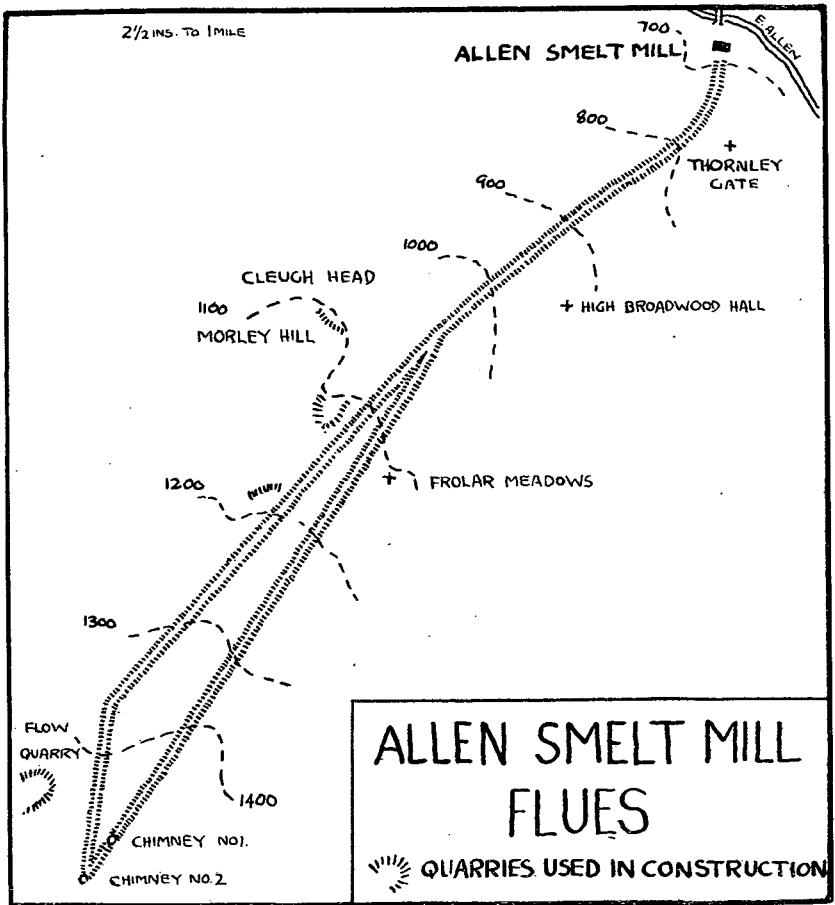 2½ INS. TO 1 MILE
700
E. ALLEN
ALLEN SMELT MILL
800
THORNLEY
GATE
900
1000
CLEUGH HEAD
1100
+ HIGH BROADWOOD HALL
MORLEY HILL
1200
+ FROLAR MEADOWS
1300
FLOW
QUARRY
1400
CHIMNEY NO1.
CHIMNEY NO.2
ALLEN SMELT MILL
FLUES
QUARRIES USED IN CONSTRUCTION